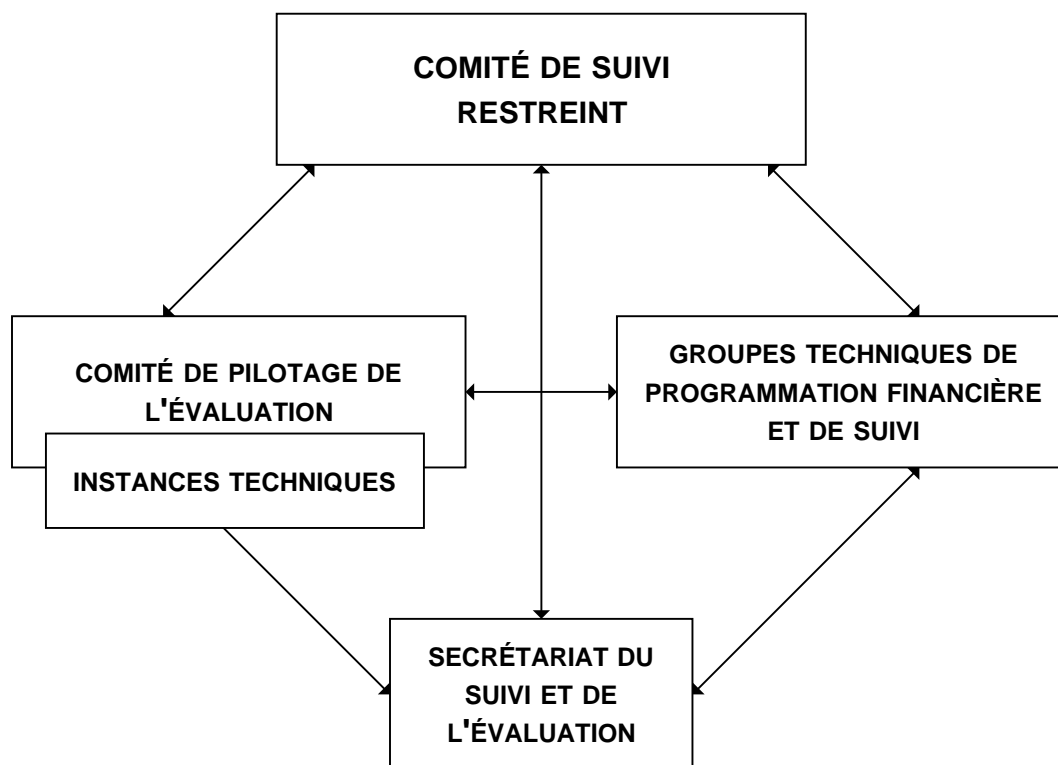 COMITÉ DE SUIVI
RESTREINT
COMITÉ DE PILOTAGE DE
L'ÉVALUATION
INSTANCES TECHNIQUES
GROUPES TECHNIQUES DE
PROGRAMMATION FINANCIÈRE
ET DE SUIVI
SECRÉTARIAT DU
SUIVI ET DE
L'ÉVALUATION